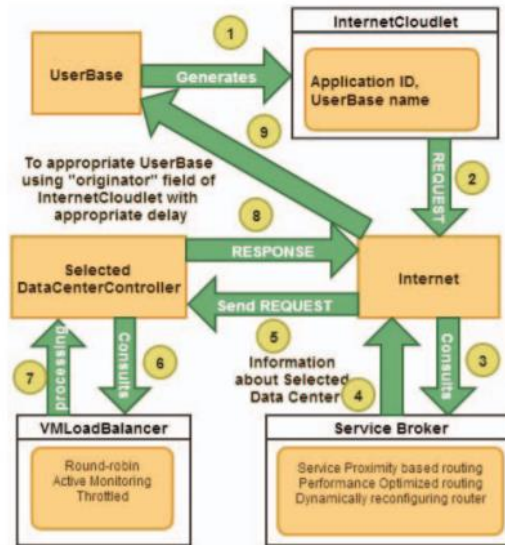 1
InternetCloudlet
UserBase
Generates
Application ID,
UserBase name
9
To appropriate UserBase
using "originator" field of
InternetCloudlet with
appropriate delay
REQUEST
2
8
Selected
DataCenterController
RESPONSE
Internet
Send REQUEST
5
Information
about Selected
Data Center
7
processing
Consults
6
4
Consults
3
VMLoadBalancer
Round-robin
Active Monitoring
Throttled
Service Broker
Service Proximity based routing
Performance Optimized routing
Dynamically reconfiguring router